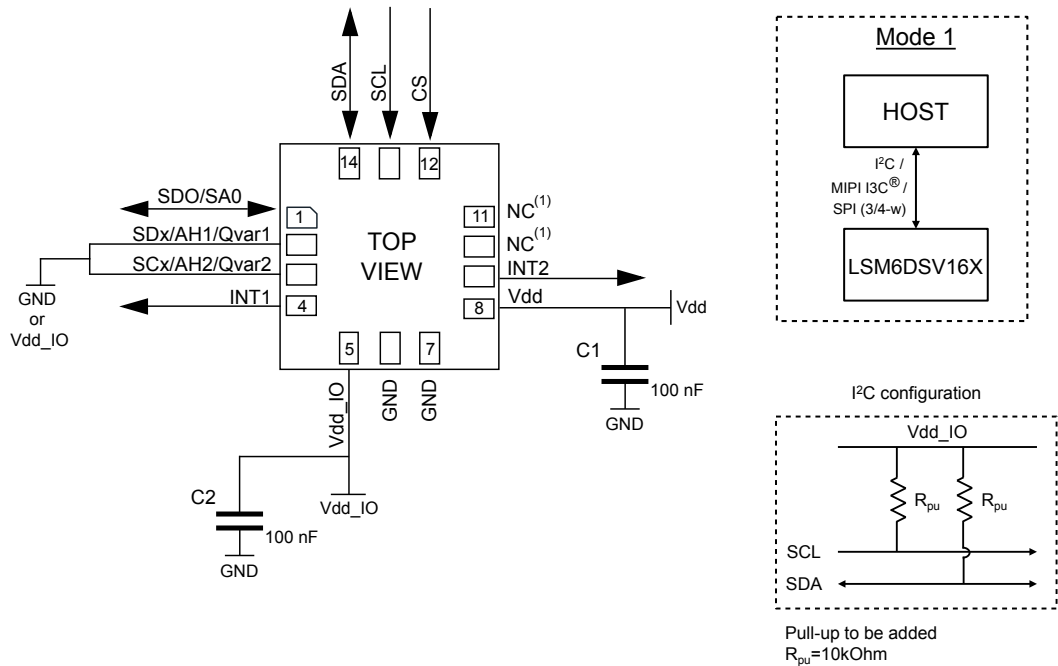 SDA
SCL
CS
14
12
SDO/SA0
1
SDx/AH1/Qvar1
SCx/AH2/Qvar2
INT1
4
GND
or
Vdd_IO
TOP
VIEW
11
NC(1)
NC(1)
INT2
Vdd
8
Vdd
5
7
Vdd_IO
GND
GND
C1
100 nF
GND
C2
100 nF
GND
Vdd_IO
Mode 1
HOST
I²C /
MIPI I3C® /
SPI (3/4-w)
LSM6DSV16X
I²C configuration
Vdd_IO
Rpu
Rpu
SCL
SDA
Pull-up to be added
Rpu=10kOhm